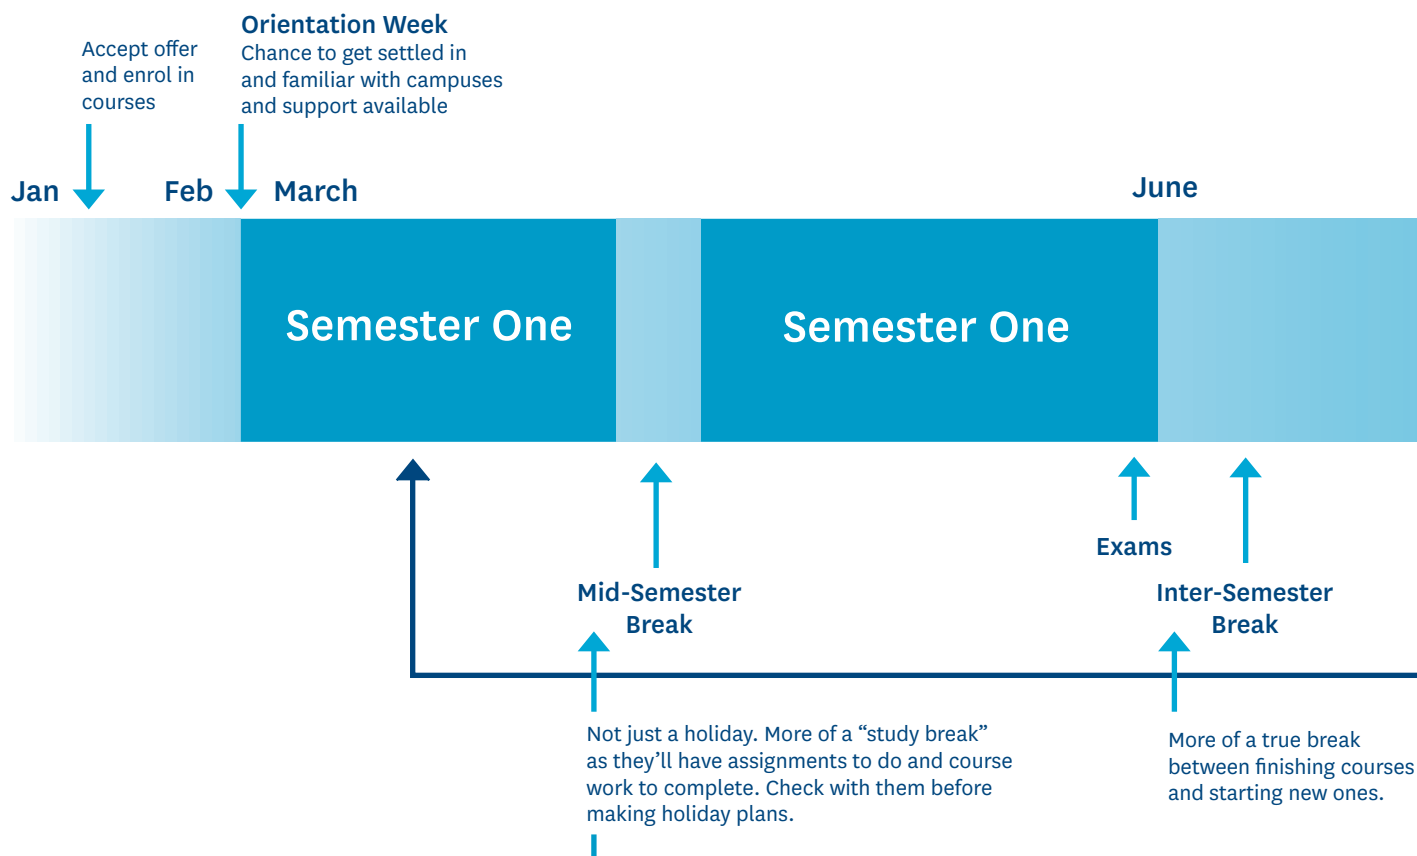 Orientation Week
Chance to get settled in
and familiar with campuses
and support available
Accept offer
and enrol in
courses
Jan
Feb
March
June
Semester One
Semester One
Exams
Mid-Semester
Break
Inter-Semester
Break
Not just a holiday. More of a “study break”
as they’ll have assignments to do and course
work to complete. Check with them before
making holiday plans.
More of a true break
between finishing courses
and starting new ones.